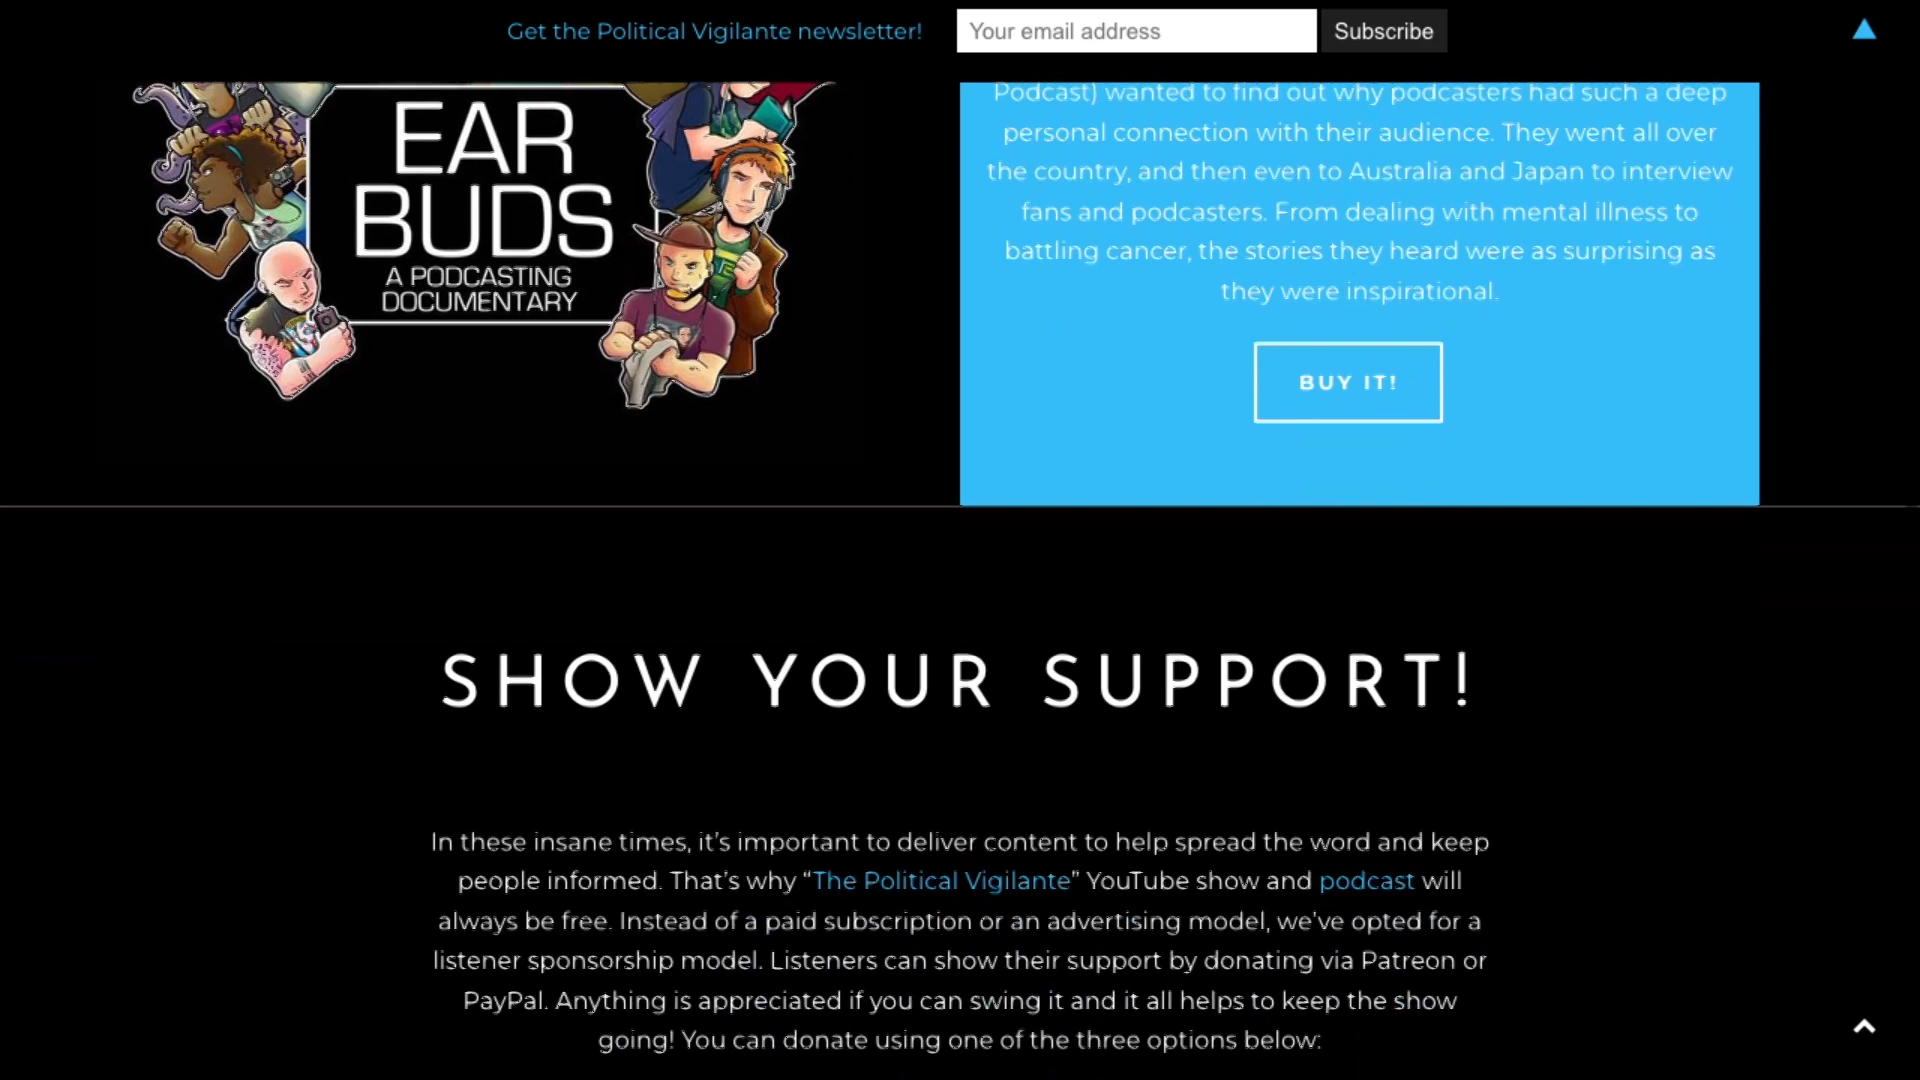 Get the Political Vigilante newsletter!
Your email address
Subscribe
EAR
BUDS
A PODCASTING
DOCUMENTARY
Podcast) wanted to find out why podcasters had such a deep
personal connection with their audience. They went all over
the country, and then even to Australia and Japan to interview
fans and podcasters. From dealing with mental illness to
battling cancer, the stories they heard were as surprising as
they were inspirational.
BUY IT!
SHOW YOUR SUPPORT!
In these insane times, it’s important to deliver content to help spread the word and keep
people informed. That’s why “The Political Vigilante” YouTube show and podcast will
always be free. Instead of a paid subscription or an advertising model, we’ve opted for a
listener sponsorship model. Listeners can show their support by donating via Patreon or
PayPal. Anything is appreciated if you can swing it and it all helps to keep the show
going! You can donate using one of the three options below: